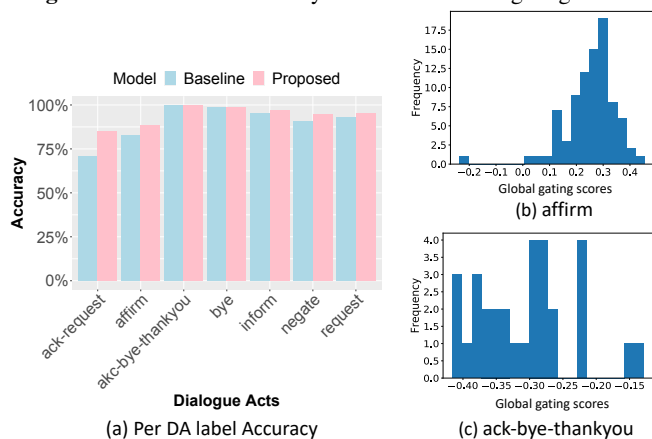 Model Baseline Proposed
100%
75%
50%
25%
0%
Accuracy
ack-request
affirm
akc-bye-thankyou
bye
inform
negate
request
Dialogue Acts
(a) Per DA label Accuracy
17.5
15.0
12.5
10.0
7.5
5.0
2.5
0.0
Frequency
−0.2 −0.1 0.0 0.1 0.2 0.3 0.4
Global gating scores
(b) affirm
4.0
3.5
3.0
2.5
2.0
1.5
1.0
0.5
0.0
Frequency
−0.40 −0.35 −0.30 −0.25 −0.20 −0.15
Global gating scores
(c) ack-bye-thankyou